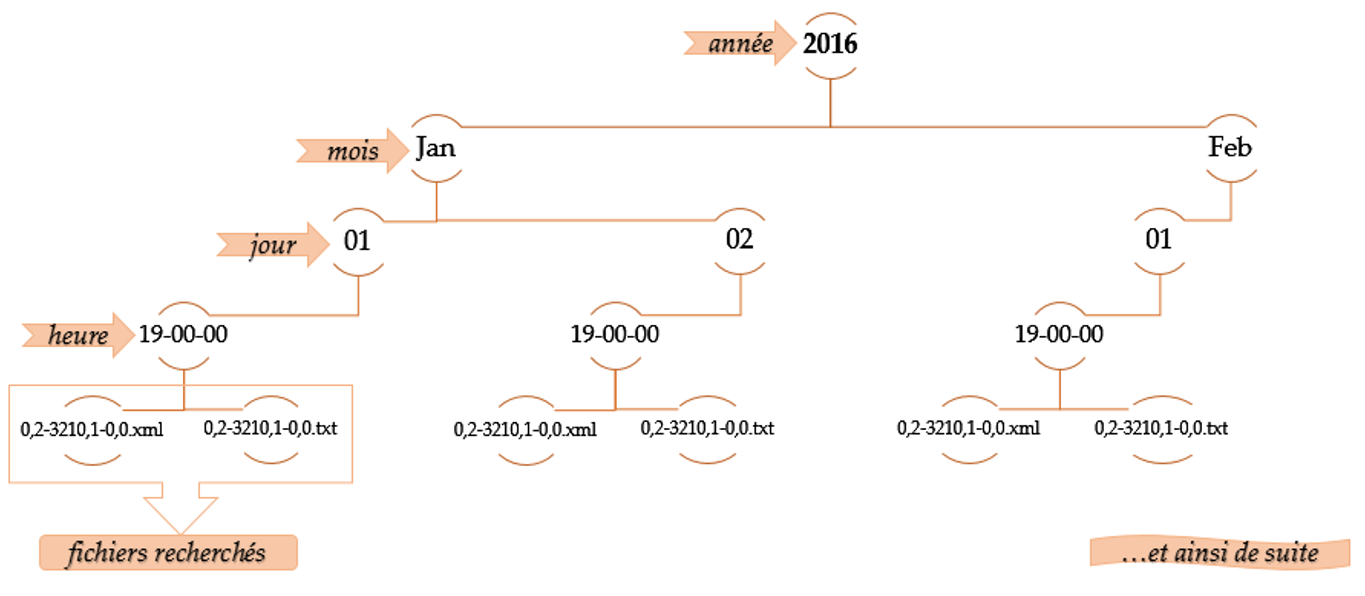 année
2016
mois
Jan
Feb
jour
01
02
01
heure
19-00-00
19-00-00
19-00-00
0,2-3210,1-0,0.xml
0,2-3210,1-0,0.txt
0,2-3210,1-0,0.xml
0,2-3210,1-0,0.txt
0,2-3210,1-0,0.xml
0,2-3210,1-0,0.txt
fichiers recherchés
...et ainsi de suite